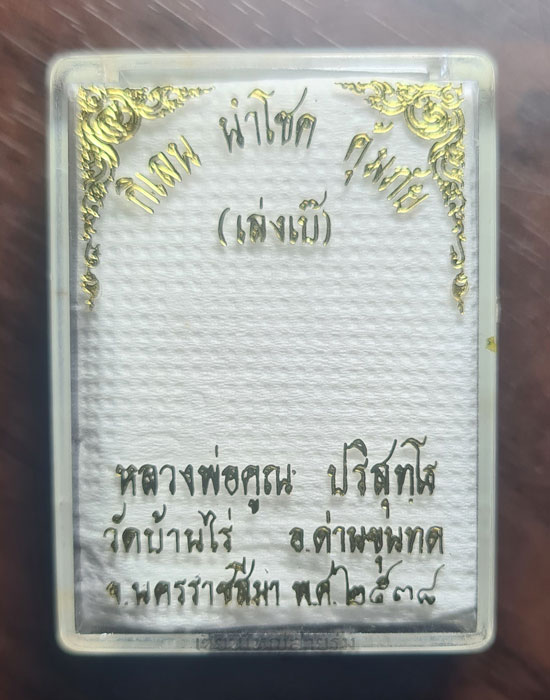 กิเลน นำโชค คุ้มภัย
(เล่งเบ๊)
หลวงพ่อคูณ ปริสุทฺโธ
วัดบ้านไร่ อ.ด่านขุนทด
จ.นครราชสีมา พ.ศ.๒๕๓๘